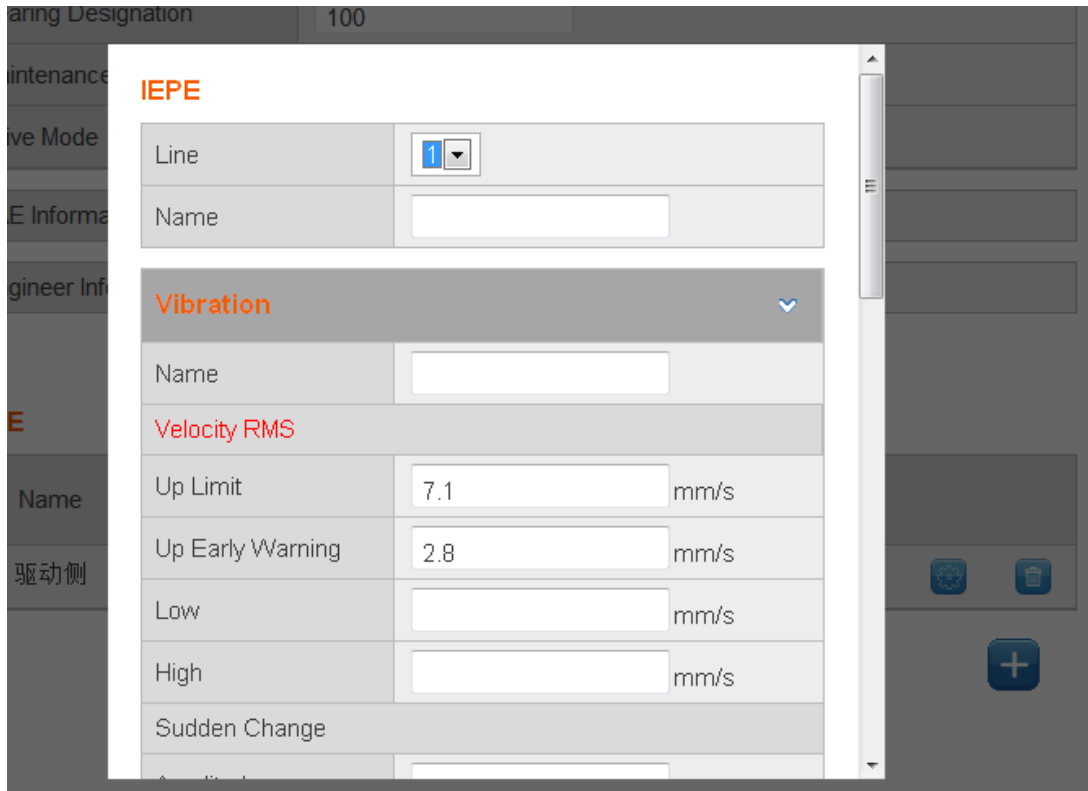 aring Designation 100
IEPE
aintenance
Line 1
ive Mode
Name
E Informa
gineer Inf
Vibration
Name
Velocity RMS
E
Up Limit 7.1 mm/s
Name
Up Early Warning 2.8 mm/s
驱动侧
Low mm/s
High mm/s
Sudden Change